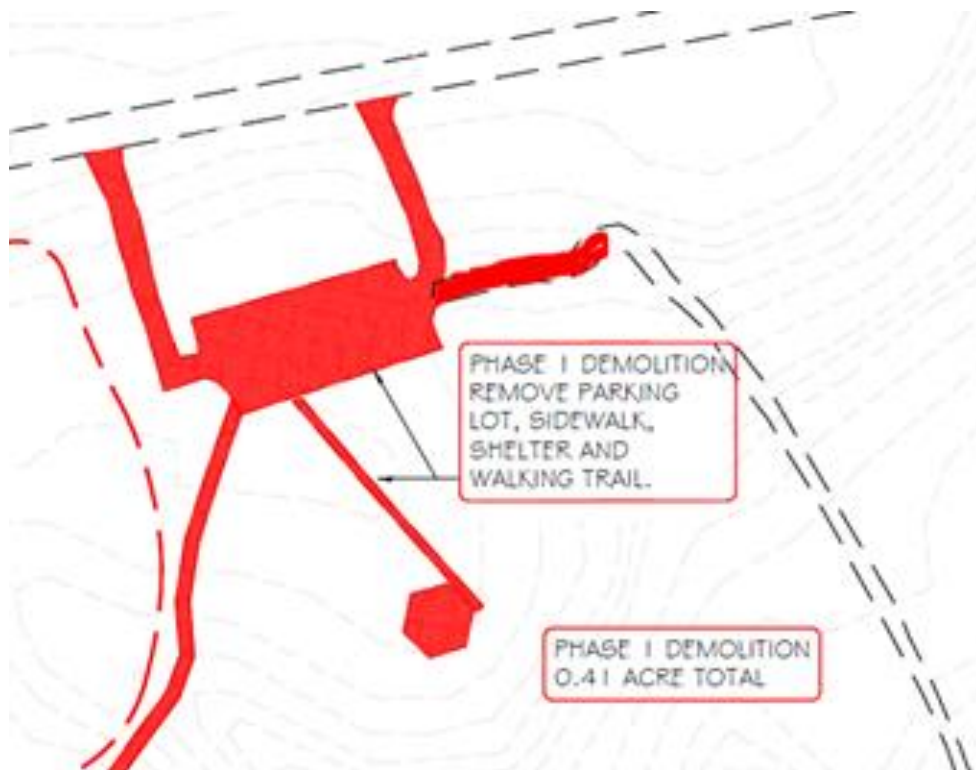 PHASE 1 DEMOLITION
REMOVE PARKING
LOT, SIDEWALK,
SHELTER AND
WALKING TRAIL.
PHASE 1 DEMOLITION
0.41 ACRE TOTAL